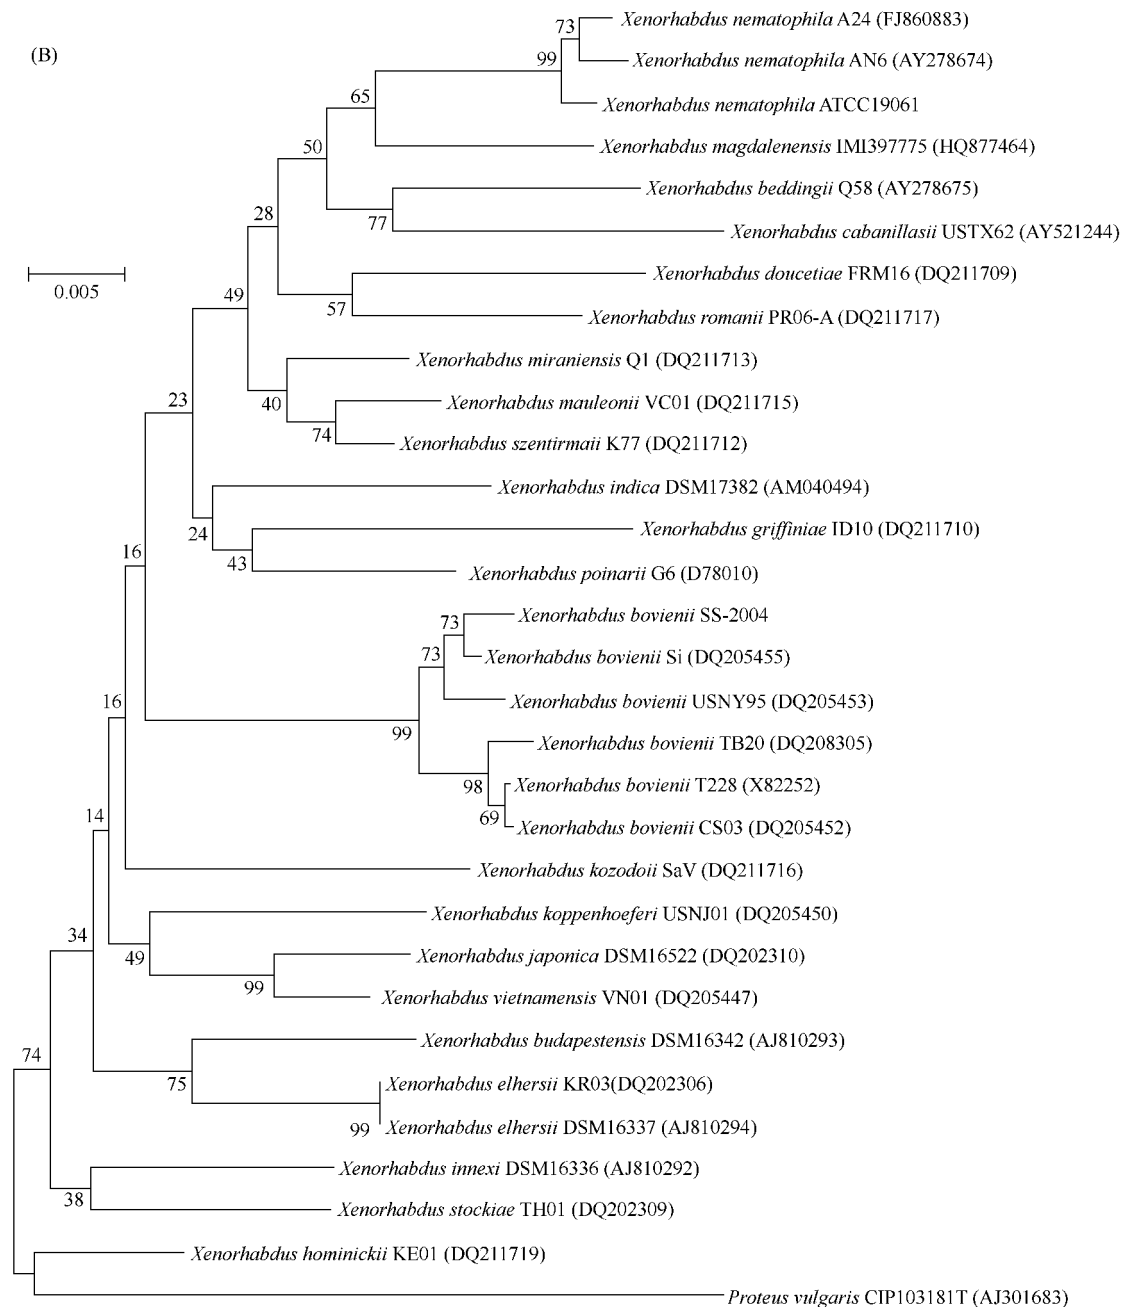 Xenorhabdus nematophila A24 (FJ860883)
73
(B)
Xenorhabdus nematophila AN6 (AY278674)
99
65
Xenorhabdus nematophila ATCC19061
50
Xenorhabdus magdalenensis IMI397775 (HQ877464)
Xenorhabdus beddingii Q58 (AY278675)
28
77
Xenorhabdus cabanillasii USTX62 (AY521244)
Xenorhabdus doucetiae FRM16 (DQ211709)
0.005
49
57
Xenorhabdus romanii PR06-A (DQ211717)
Xenorhabdus miraniensis Q1 (DQ211713)
23
40
Xenorhabdus mauleonii VC01 (DQ211715)
74
Xenorhabdus szentirmaii K77 (DQ211712)
Xenorhabdus indica DSM17382 (AM040494)
24
Xenorhabdus griffiniae ID10 (DQ211710)
16
43
Xenorhabdus poinarii G6 (D78010)
Xenorhabdus bovienii SS-2004
73
73
Xenorhabdus bovienii Si (DQ205455)
16
Xenorhabdus bovienii USNY95 (DQ205453)
99
Xenorhabdus bovienii TB20 (DQ208305)
98
Xenorhabdus bovienii T228 (X82252)
14
69
Xenorhabdus bovienii CS03 (DQ205452)
Xenorhabdus kozodoii SaV (DQ211716)
Xenorhabdus koppenhoeferi USNJ01 (DQ205450)
34
49
Xenorhabdus japonica DSM16522 (DQ202310)
99
Xenorhabdus vietnamensis VN01 (DQ205447)
Xenorhabdus budapestensis DSM16342 (AJ810293)
74
75
Xenorhabdus elhersii KR03(DQ202306)
99
Xenorhabdus elhersii DSM16337 (AJ810294)
Xenorhabdus innexi DSM16336 (AJ810292)
38
Xenorhabdus stockiae TH01 (DQ202309)
Xenorhabdus hominickii KE01 (DQ211719)
Proteus vulgaris CIP103181T (AJ301683)